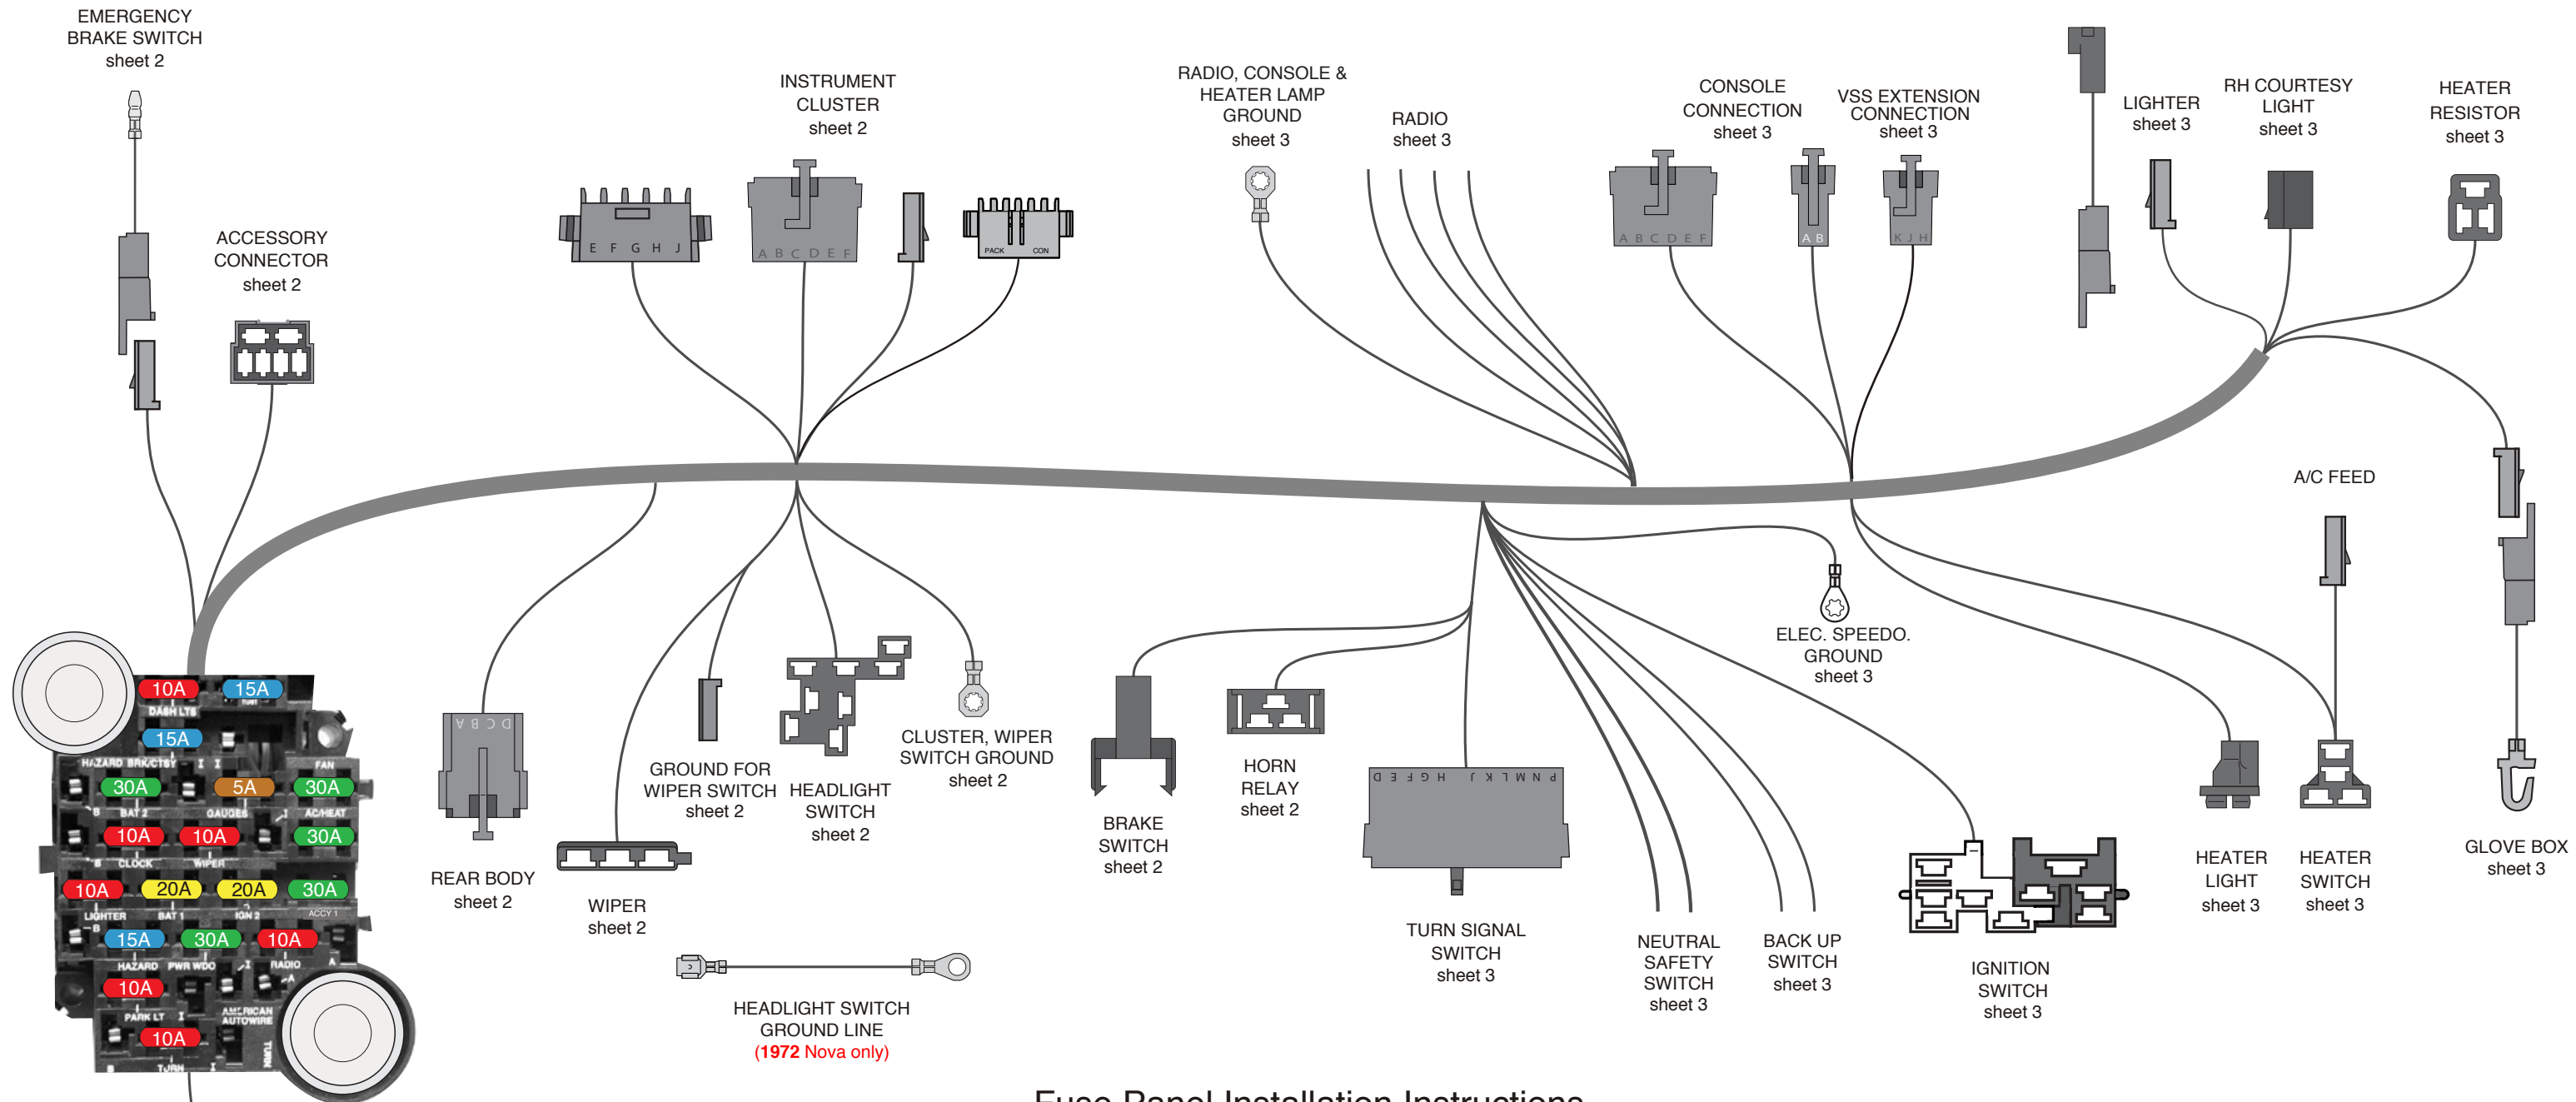 EMERGENCY
BRAKE SWITCH
sheet 2
ACCESSORY
CONNECTOR
sheet 2
INSTRUMENT
CLUSTER
sheet 2
E F G H J
A B C D E F
PACK CON
RADIO, CONSOLE &
HEATER LAMP
GROUND
sheet 3
RADIO
sheet 3
CONSOLE
CONNECTION
sheet 3
A B C D E F
A B
VSS EXTENSION
CONNECTION
sheet 3
K J H
LIGHTER
sheet 3
RH COURTESY
LIGHT
sheet 3
HEATER
RESISTOR
sheet 3
A/C FEED
10A 15A
DASH LTS
15A
HAZARD BRK/CTSY I I FAN
30A 5A 30A
B BAT 2 GAUGES I AC/HEAT
10A 10A 30A
B CLOCK WIPER
10A 20A 20A 30A
LIGHTER BAT 1 IGN 2 ACCY 1
B
15A 30A 10A
HAZARD PWR WDO I RADIO A
10A A
PARK LT I AMERICAN
AUTOWIRE
10A
TURN
B TURN I
D C B A
REAR BODY
sheet 2
WIPER
sheet 2
GROUND FOR
WIPER SWITCH
sheet 2
HEADLIGHT
SWITCH
sheet 2
CLUSTER, WIPER
SWITCH GROUND
sheet 2
HEADLIGHT SWITCH
GROUND LINE
(1972 Nova only)
BRAKE
SWITCH
sheet 2
HORN
RELAY
sheet 2
D E F G H J K L M N P
TURN SIGNAL
SWITCH
sheet 3
NEUTRAL
SAFETY
SWITCH
sheet 3
BACK UP
SWITCH
sheet 3
ELEC. SPEEDO.
GROUND
sheet 3
IGNITION
SWITCH
sheet 3
HEATER
LIGHT
sheet 3
HEATER
SWITCH
sheet 3
GLOVE BOX
sheet 3
Fuse Panel Installation Instructions